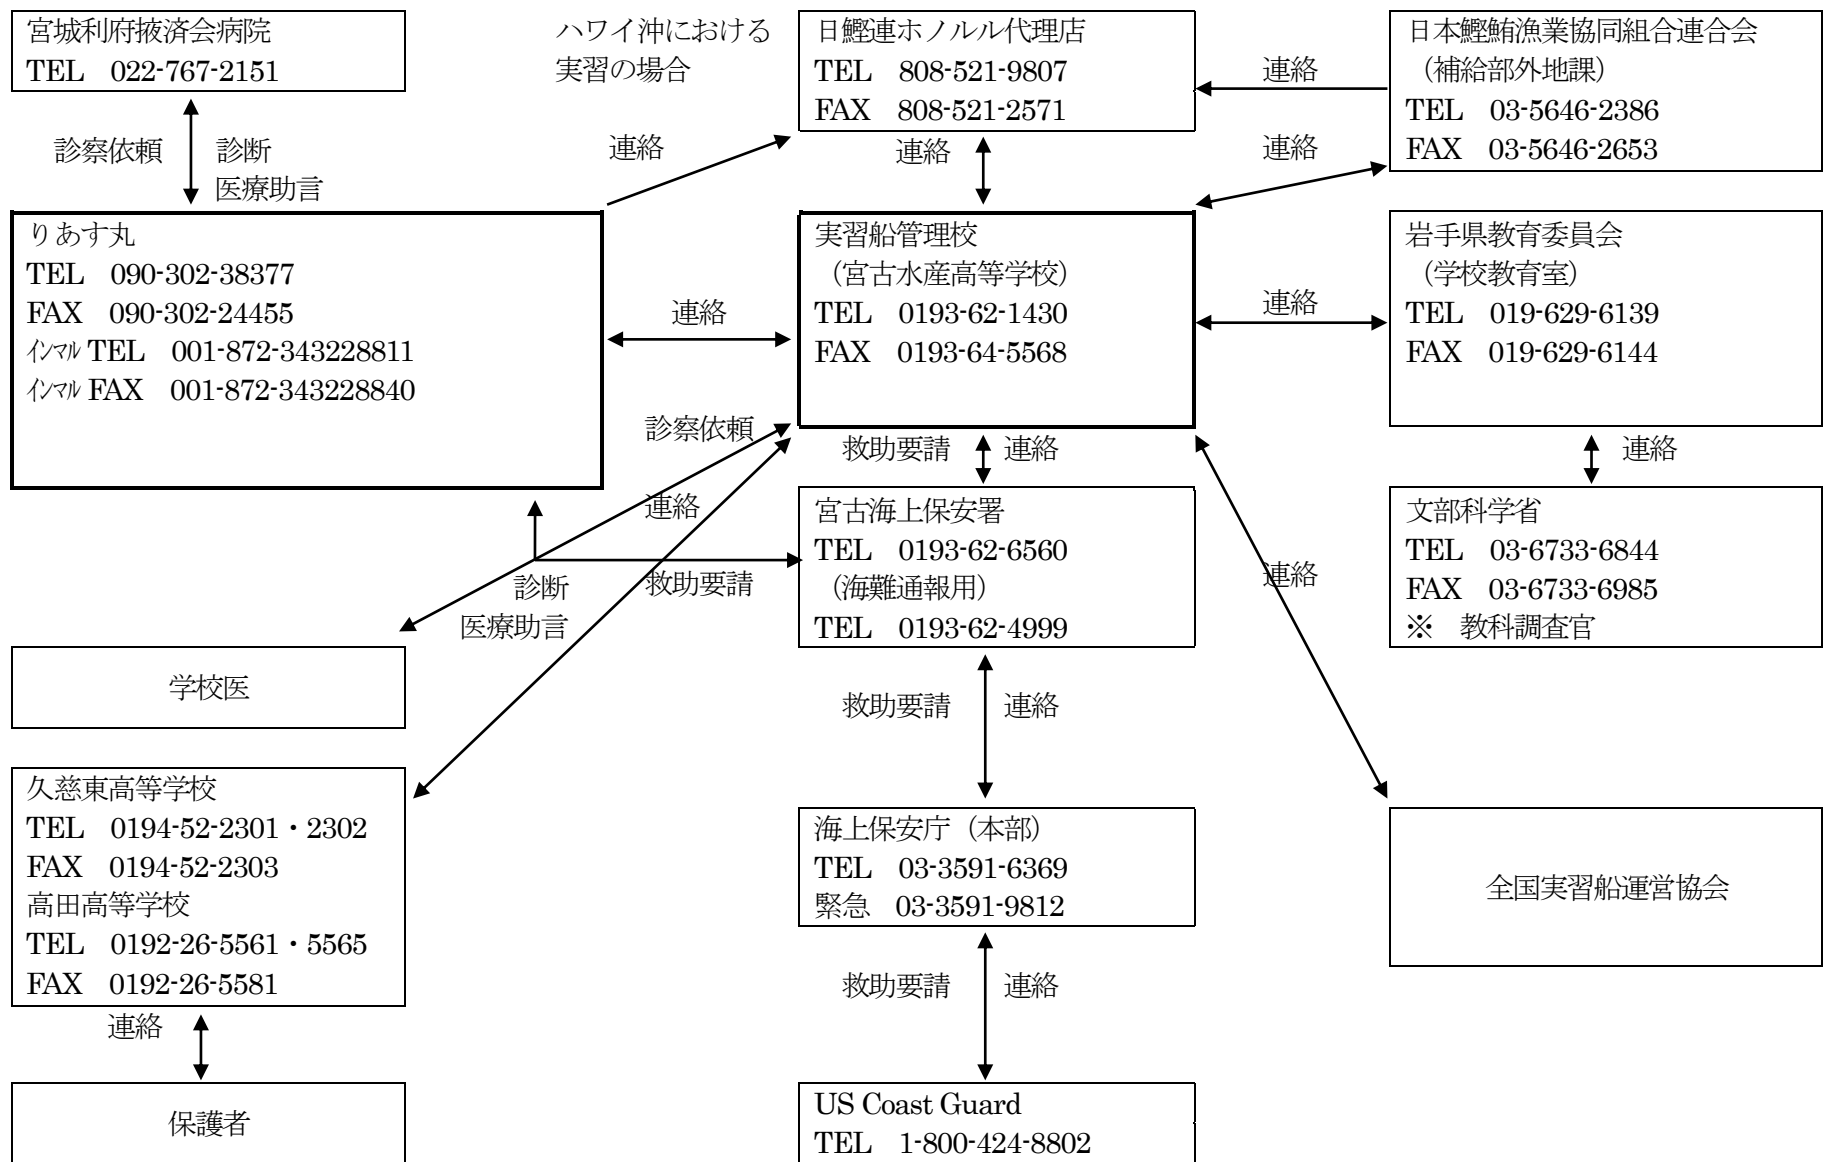 宮城利府掖済会病院
TEL 022-767-2151
ハワイ沖における
実習の場合
日鰹連ホノルル代理店
TEL 808-521-9807
FAX 808-521-2571
連絡
日本鰹鮪漁業協同組合連合会
（補給部外地課）
TEL 03-5646-2386
FAX 03-5646-2653
診察依頼
診断
医療助言
連絡
連絡
連絡
りあす丸
TEL 090-302-38377
FAX 090-302-24455
ｲﾝﾏﾙ TEL 001-872-343228811
ｲﾝﾏﾙ FAX 001-872-343228840
連絡
実習船管理校
（宮古水産高等学校）
TEL 0193-62-1430
FAX 0193-64-5568
連絡
岩手県教育委員会
（学校教育室）
TEL 019-629-6139
FAX 019-629-6144
診察依頼
救助要請
連絡
連絡
連絡
宮古海上保安署
TEL 0193-62-6560
（海難通報用）
TEL 0193-62-4999
文部科学省
TEL 03-6733-6844
FAX 03-6733-6985
※ 教科調査官
診断
医療助言
救助要請
連絡
学校医
救助要請
連絡
久慈東高等学校
TEL 0194-52-2301・2302
FAX 0194-52-2303
高田高等学校
TEL 0192-26-5561・5565
FAX 0192-26-5581
海上保安庁（本部）
TEL 03-3591-6369
緊急 03-3591-9812
全国実習船運営協会
連絡
救助要請
連絡
保護者
US Coast Guard
TEL 1-800-424-8802